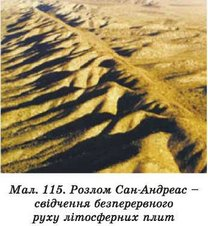 Мал. 115. Розлом Сан-Андреас –
свідчення безперервного
руху літосферних плит